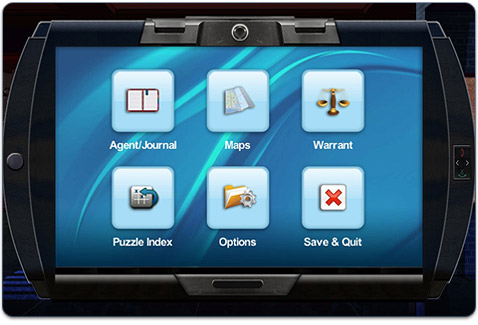 Agent/Journal
Maps
Warrant
Puzzle Index
Options
Save & Quit